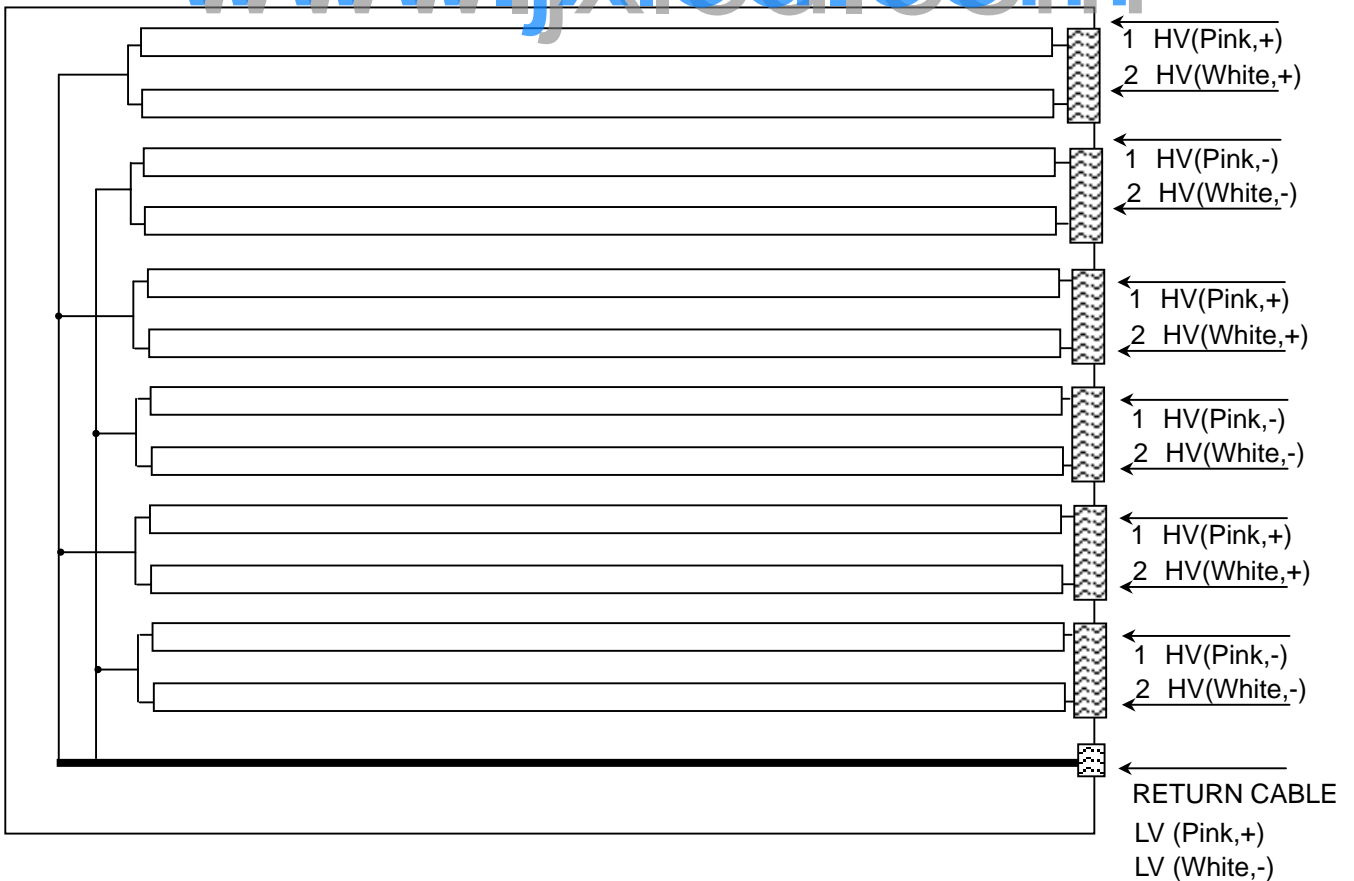 1 HV(Pink,+)
2 HV(White,+)
1 HV(Pink,-)
2 HV(White,-)
1 HV(Pink,+)
2 HV(White,+)
1 HV(Pink,-)
2 HV(White,-)
1 HV(Pink,+)
2 HV(White,+)
1 HV(Pink,-)
2 HV(White,-)
RETURN CABLE
LV (Pink,+)
LV (White,-)